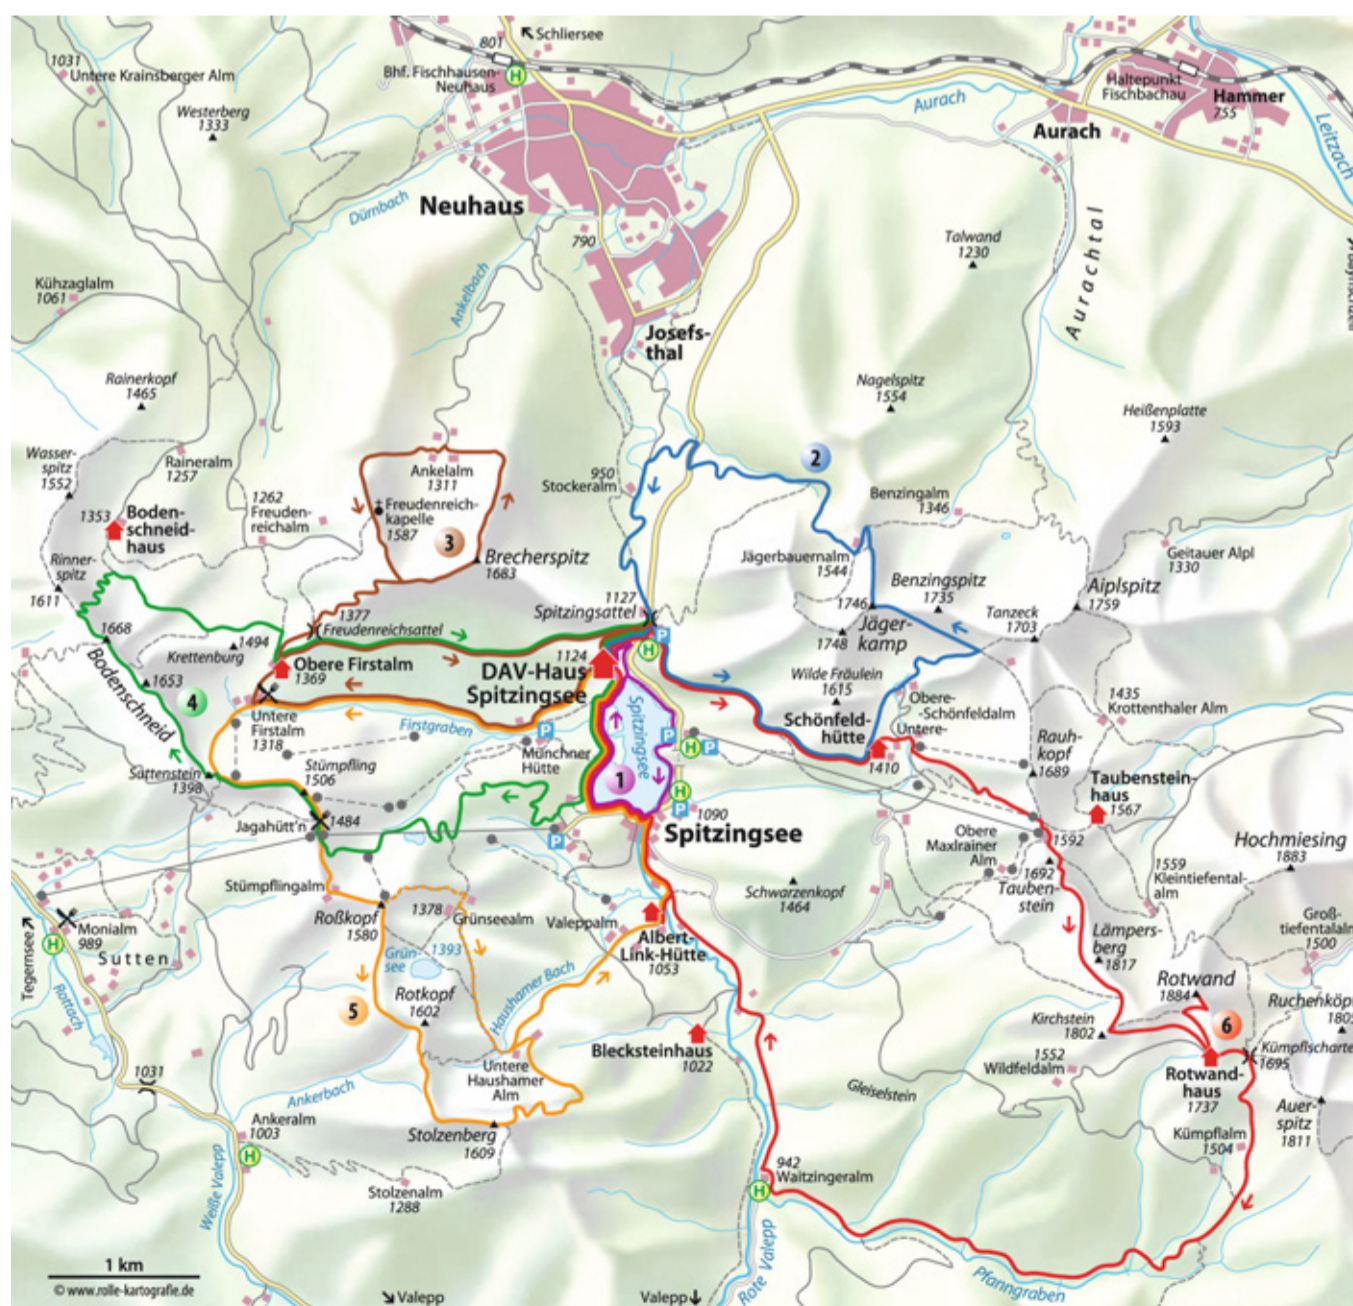 Schliersee
801
Bhf. Fischhausen-
Neuhaus
1031
Untere Krainsberger Alm
Westerberg
1333
Aurach
Haltepunkt
Fischbachau
Hammer
755
Aurach
Leitzach
Neuhaus
Dürnbach
790
Talwand
1230
Aurachtal
Kühzaglalm
1061
Ankelbach
Josefs-
thal
Rainerkopf
1465
Nagelspitz
1554
Heißenplatte
1593
Wasser-
spitz
1552
Raineralm
1257
Ankelalm
1311
950
Stockeralm
2
Benzingalm
1346
1353
Boden-
schneid-
haus
1262
Freuden-
reichalm
Freudenreich-
kapelle
1587
3
Brecherspitz
1683
Jägerbauernalm
1544
Geitauer Alpl
1330
Rinner-
spitz
1611
1377
Freudenreichsattel
1127
Spitzingsattel
Benzingspitz
1735
Aiplspitz
1759
1746
Jäger-
kamp
1748
Tanzeck
1703
1668
1494
Krettenburg
Obere Firstalm
1369
1124
DAV-Haus
Spitzingsee
P
H
Wilde Fräulein
1615
Schönfeld-
hütte
1410
Obere-
-Schönfeldalm
Untere-
1435
Krottenthaler Alm
1653
4
Bodenschneid
Untere
Firstalm
1318
Firstgraben
P
Münchner
Hütte
Spitzingsee
H
P
Rauh-
kopf
1689
Sattenstein
1398
Stümpfling
1506
1
H
P
Taubenstein-
haus
1567
Jagahütt'n
1484
P
1090
Spitzingsee
Obere
Maxlrainer
Alm
1592
1692
Tauben-
stein
1559
Kleintiefental-
alm
Hochmiesing
1883
Stümpflingalm
Roßkopf
1580
1378
Grünseealm
Valeppalm
Schwarzenkopf
1464
Lämpers-
berg
1817
Groß-
tiefentalalm
1500
Tegernsee
Monialm
989
H
Sutten
Grün-
see
1393
Albert-
Link-Hütte
1053
Rotwand
1884
Ruchenköpf
Rottach
5
Rotkopf
1602
Haushamer Bach
Kirchstein
1802
6
Kümpflscharte
1695
Blecksteinhaus
1022
1552
Wildfeldalm
Rotwand-
haus
1737
1031
Untere
Haushamer
Alm
Gleiselstein
Auer-
spitz
1811
Ankerbach
Ankeralm
1003
H
Stolzenberg
1609
Kümpflalm
1504
Stolzenalm
1288
942
Waitzingeralm
H
Weiße Valepp
Rote Valepp
Pfanngraben
1 km
© www.rolle-kartografie.de
Valepp
Valepp